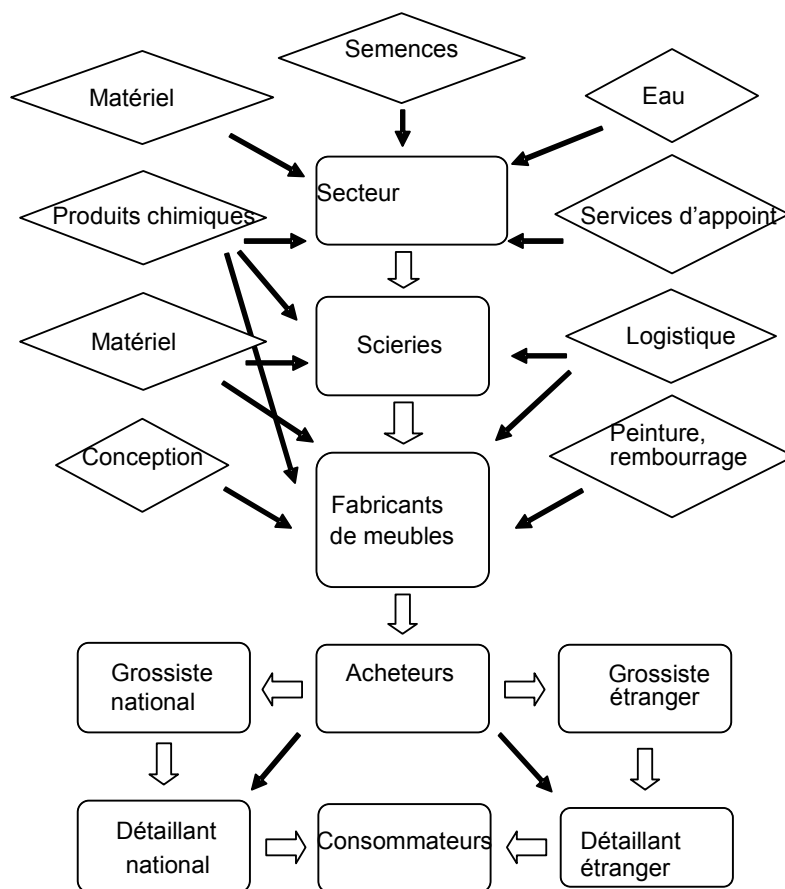 Semences
Matériel
Eau
Secteur
Produits chimiques
Services d'appoint
Matériel
Scieries
Logistique
Conception
Peinture,
rembourrage
Fabricants
de meubles
Grossiste
national
Acheteurs
Grossiste
étranger
Détaillant
national
Consommateurs
Détaillant
étranger